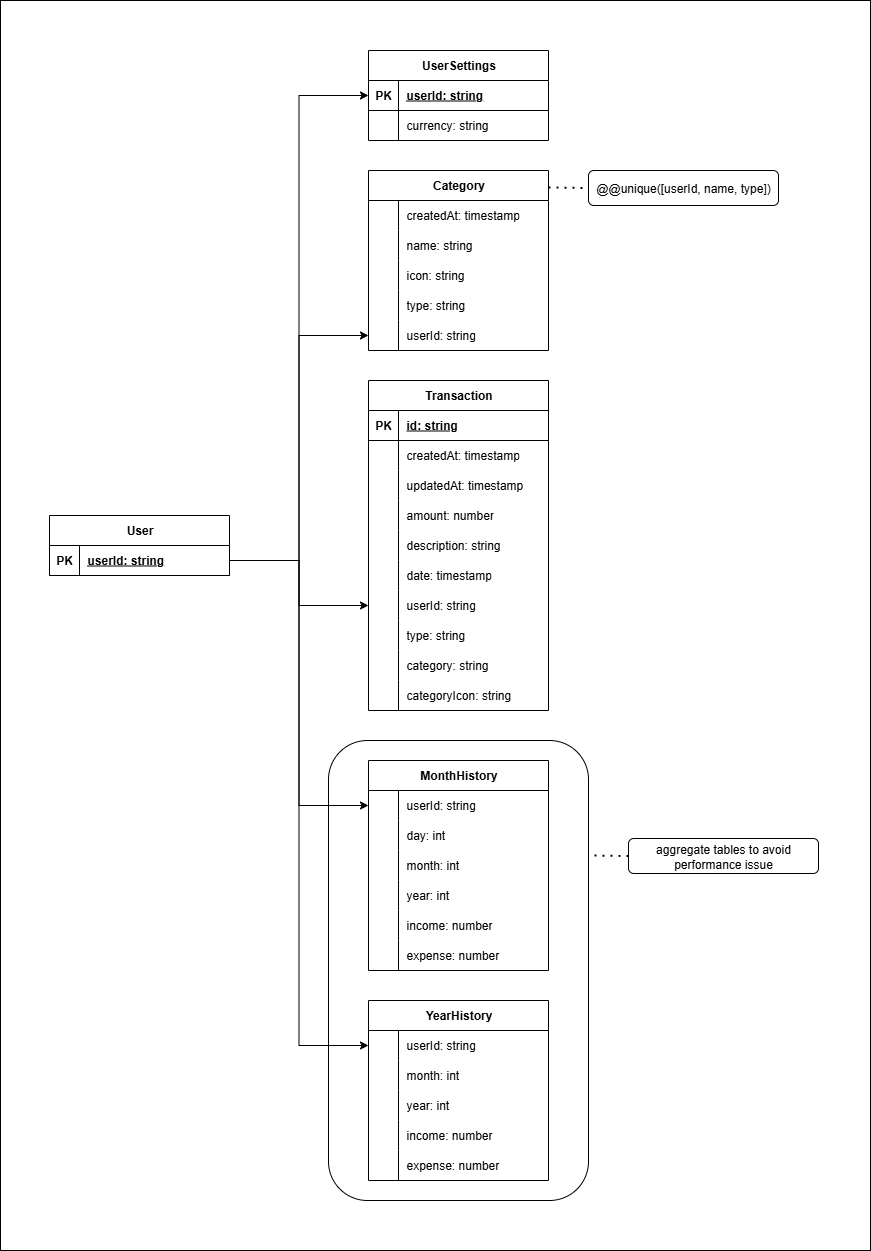 UserSettings
PK userId: string
currency: string
Category
@@unique([userId, name, type])
createdAt: timestamp
name: string
icon: string
type: string
userId: string
Transaction
PK id: string
createdAt: timestamp
updatedAt: timestamp
amount: number
description: string
date: timestamp
userId: string
type: string
category: string
categoryIcon: string
User
PK userId: string
MonthHistory
userId: string
day: int
month: int
year: int
income: number
expense: number
aggregate tables to avoid
performance issue
YearHistory
userId: string
month: int
year: int
income: number
expense: number